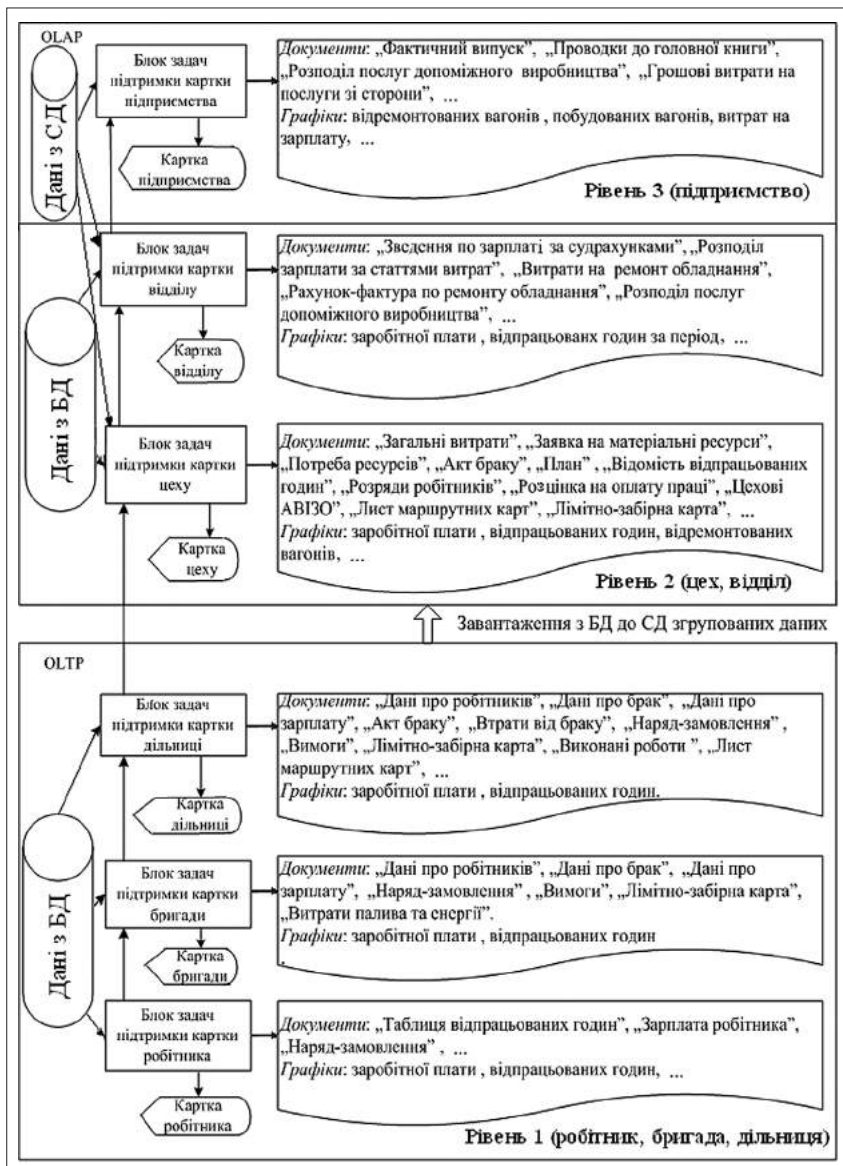 OLAP
Дані з СД
Блок задач
підтримки картки
підприємства
Картка
підприємства
Документи: „Фактичний випуск”, „Проводки до головної книги”,
„Розподіл послуг допоміжного виробництва”, „Грошові витрати на
послуги зі сторони”, ...
Графіки: відремонтованих вагонів , побудованих вагонів, витрат на
зарплату, ...
Рівень 3 (підприємство)
Дані з БД
Блок задач
підтримки картки
відділу
Картка
відділу
Документи: „Зведення по зарплаті за судрахунками”, „Розподіл
зарплати за статтями витрат”, „Витрати на ремонт обладнання”,
„Рахунок-фактура по ремонту обладнання”, „Розподіл послуг
допоміжного виробництва”, ...
Графіки: заробітної плати , відпрацьованх годин за період, ...
Блок задач
підтримки картки
цеху
Картка
цеху
Документи: „Загальні витрати”, „Заявка на матеріальні ресурси”,
„Потреба ресурсів”, „Акт браку”, „План” , „Відомість відпрацьованих
годин”, „Розряди робітників”, „Розцінка на оплату праці”, „Цехові
АВІЗО”, „Лист маршрутних карт”, „Лімітно-забірна карта”, ...
Графіки: заробітної плати , відпрацьованих годин, відремонтованих
вагонів, ...
Рівень 2 (цех, відділ)
Завантаження з БД до СД згрупованих даних
OLTP
Дані з БД
Блок задач
підтримки картки
дільниці
Картка
дільниці
Документи: „Дані про робітників”, „Дані про брак”, „Дані про
зарплату”, „Акт браку”, „Втрати від браку”, „Наряд-замовлення” ,
„Вимоги”, „Лімітно-забірна карта”, „Виконані роботи ”, „Лист
маршрутних карт”, ...
Графіки: заробітної плати , відпрацьованих годин.
Блок задач
підтримки картки
бригади
Картка
бригади
Документи: „Дані про робітників”, „Дані про брак”, „Дані про
зарплату”, „Наряд-замовлення” , „Вимоги”, „Лімітно-забірна карта”,
„Витрати палива та енергії”.
Графіки: заробітної плати , відпрацьованих годин
.
Блок задач
підтримки картки
робітника
Картка
робітника
Документи: „Таблиця відпрацьованих годин”, „Зарплата робітника”,
„Наряд-замовлення” , ...
Графіки: заробітної плати , відпрацьованих годин, ...
Рівень 1 (робітник, бригада, дільниця)